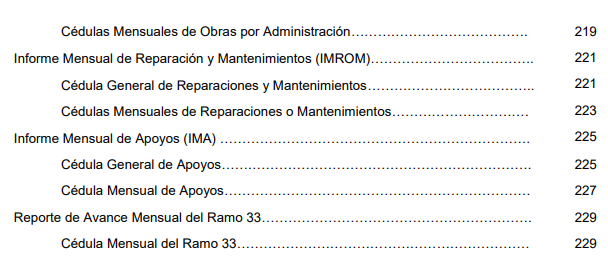 Cédulas Mensuales de Obras por Administración………………………………… 219
Informe Mensual de Reparación y Mantenimientos (IMROM)……………………………….. 221
Cédula General de Reparaciones y Mantenimientos……………………………….. 221
Cédulas Mensuales de Reparaciones o Mantenimientos………………………… 223
Informe Mensual de Apoyos (IMA) …………………………………………………………… 225
Cédula General de Apoyos…………………………………………………………… 225
Cédula Mensual de Apoyos…………………………………………………………… 227
Reporte de Avance Mensual del Ramo 33…………………………………………………… 229
Cédula Mensual del Ramo 33………………………………………………………… 229